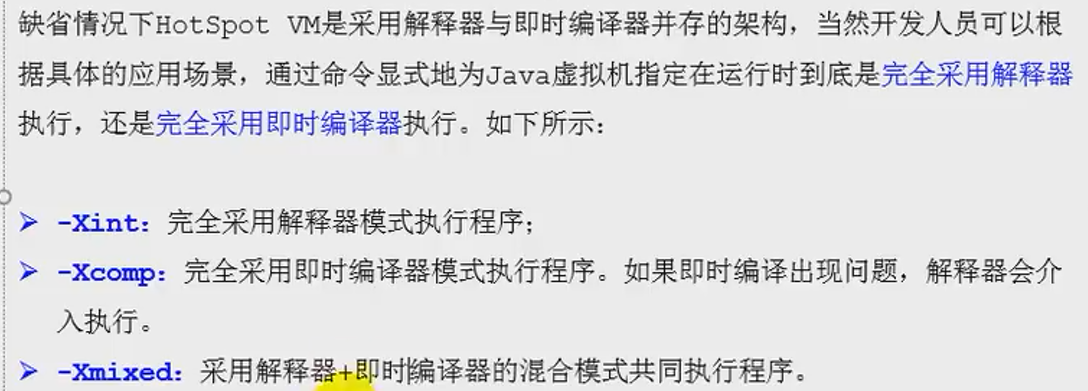 缺省情况下HotSpot VM是采用解释器与即时编译器并存的架构，当然开发人员可以根
据具体的应用场景，通过命令显式地为Java虚拟机指定在运行时到底是完全采用解释器
执行，还是完全采用即时编译器执行。如下所示：
➢ -Xint：完全采用解释器模式执行程序；
➢ -Xcomp：完全采用即时编译器模式执行程序。如果即时编译出现问题，解释器会介
入执行。
➢ -Xmixed：采用解释器+即时编译器的混合模式共同执行程序。